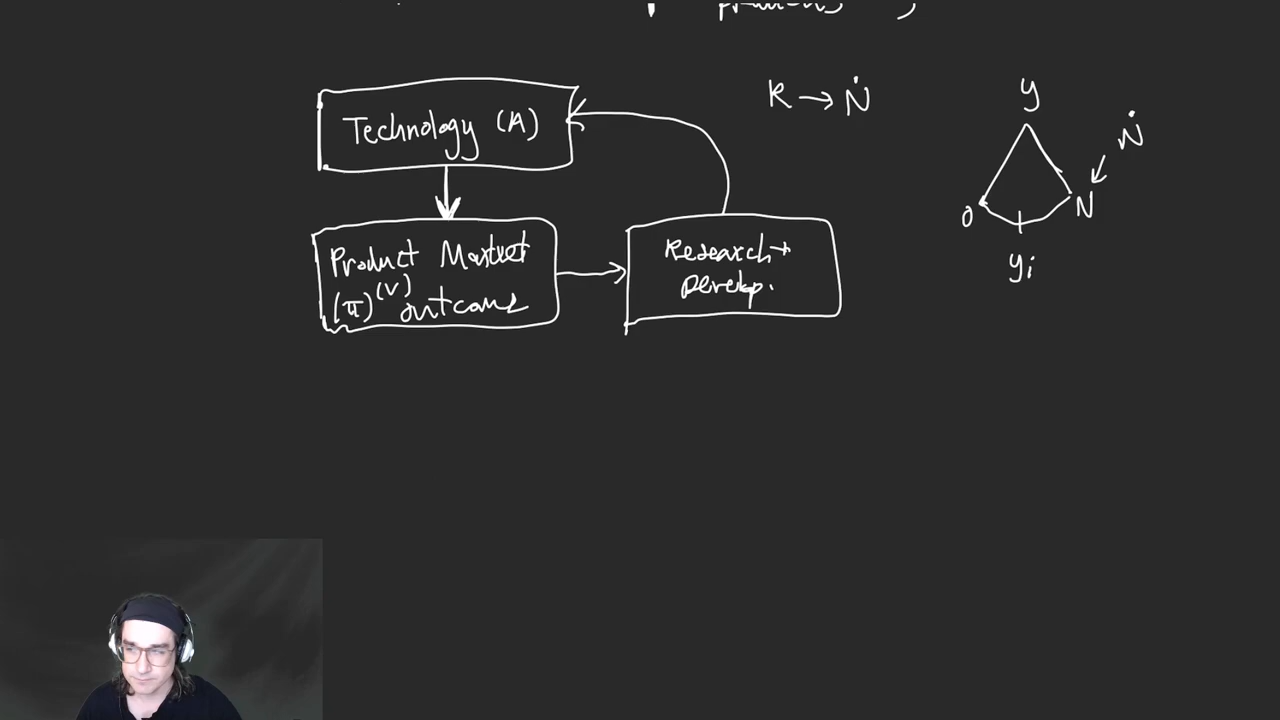 Technology (A)
Product Market
(π) (V) outcome
Research +
Develop.
R → Ṅ
y
Ṅ
0
N
yi